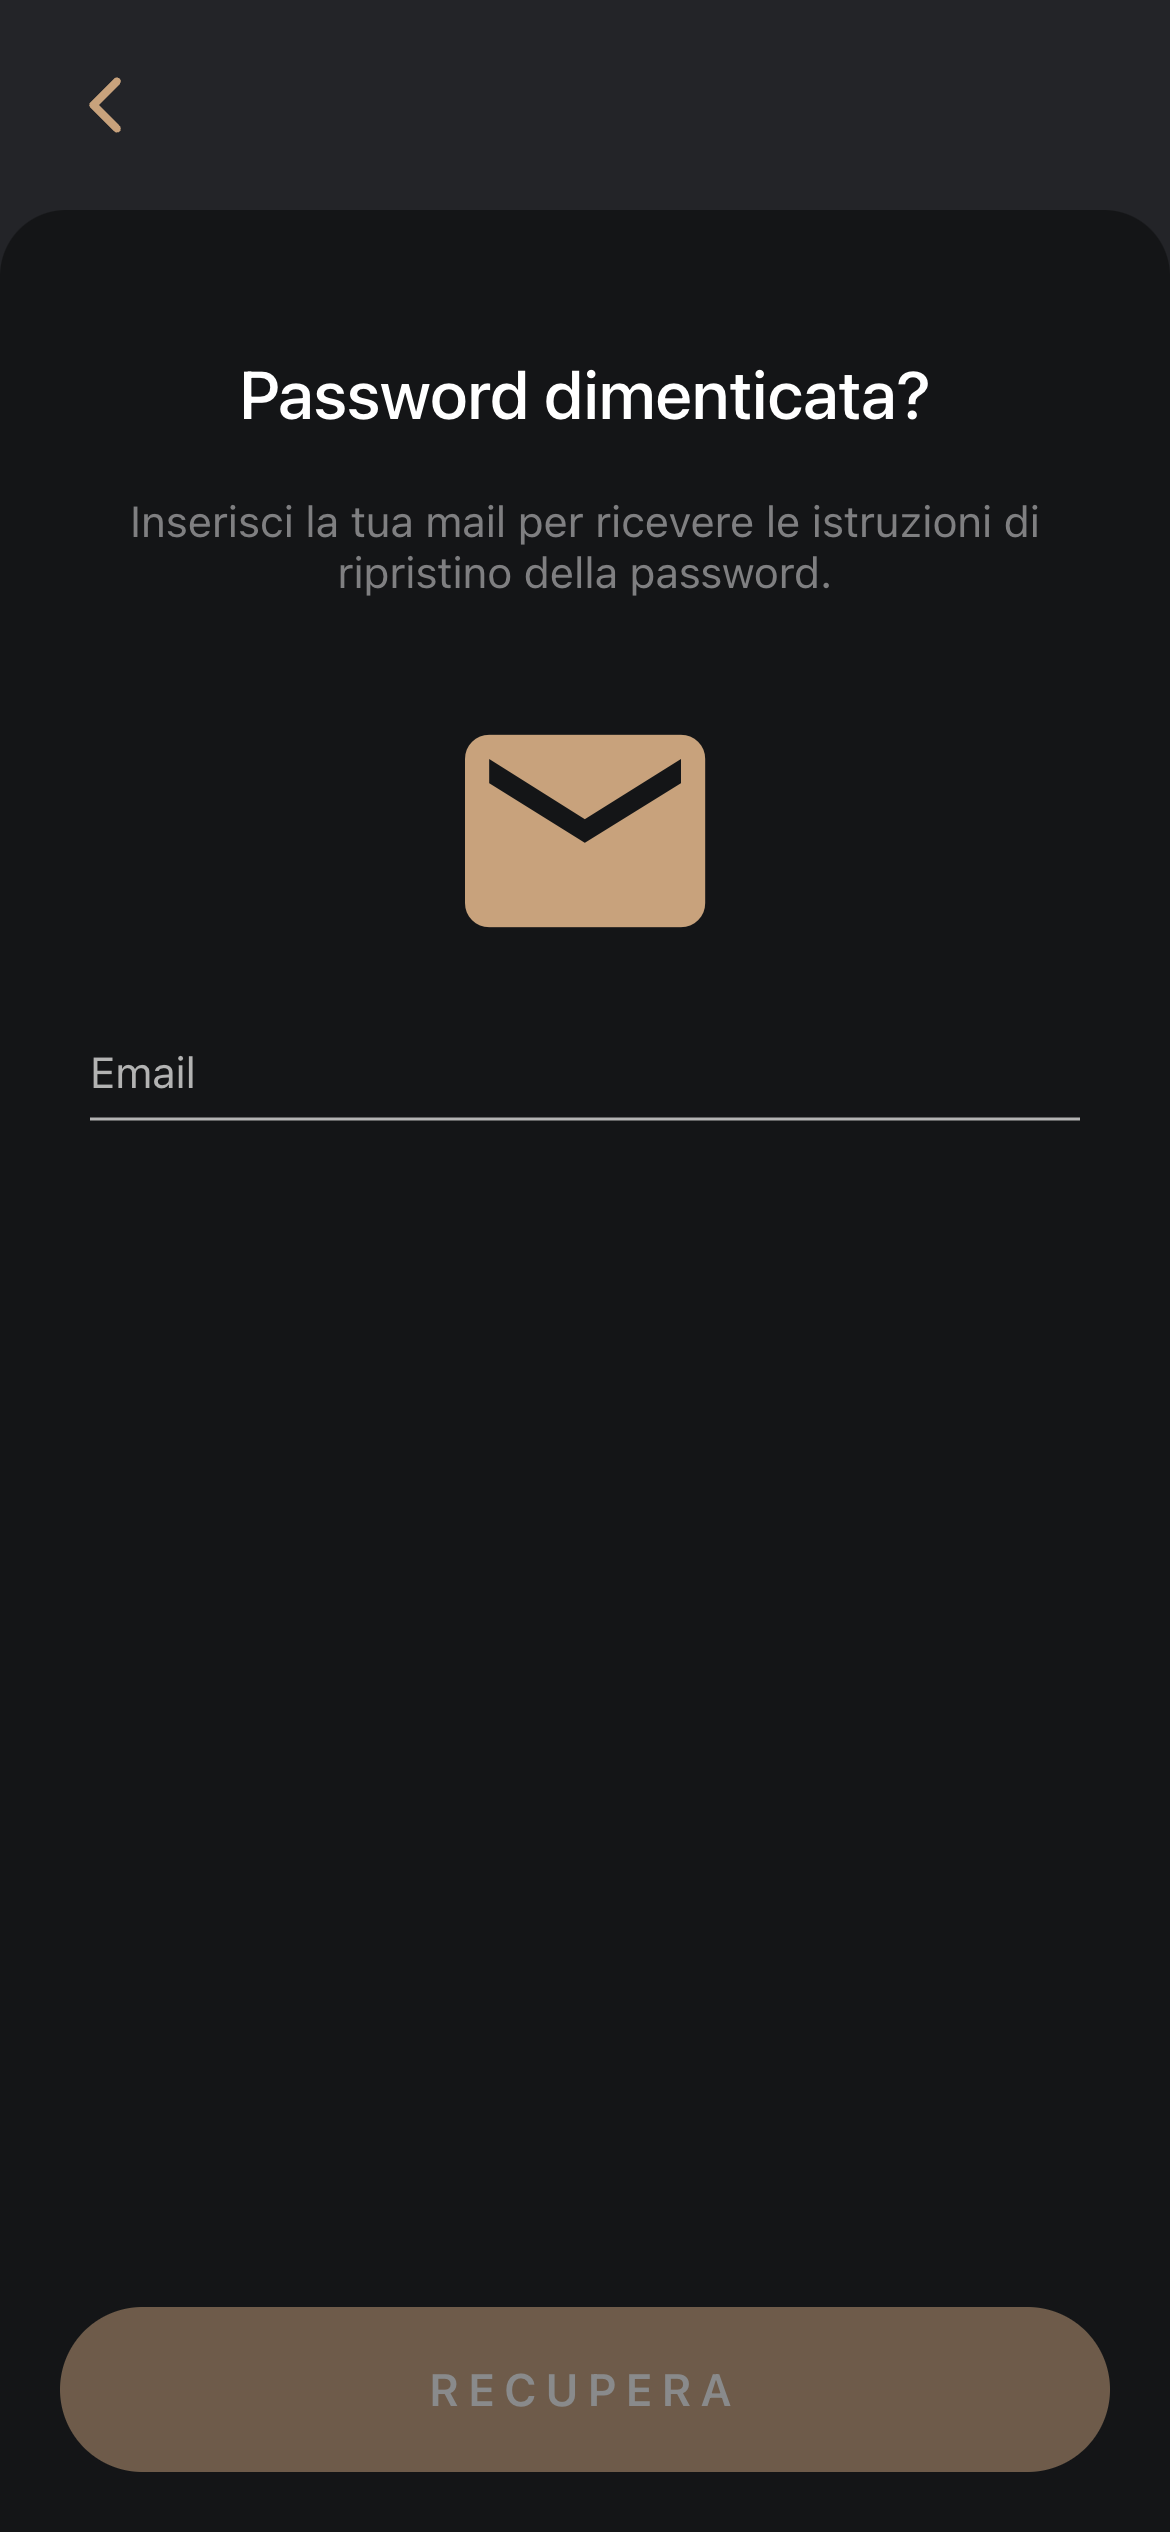 Password dimenticata?
Inserisci la tua mail per ricevere le istruzioni di
ripristino della password.
Email
RECUPERA